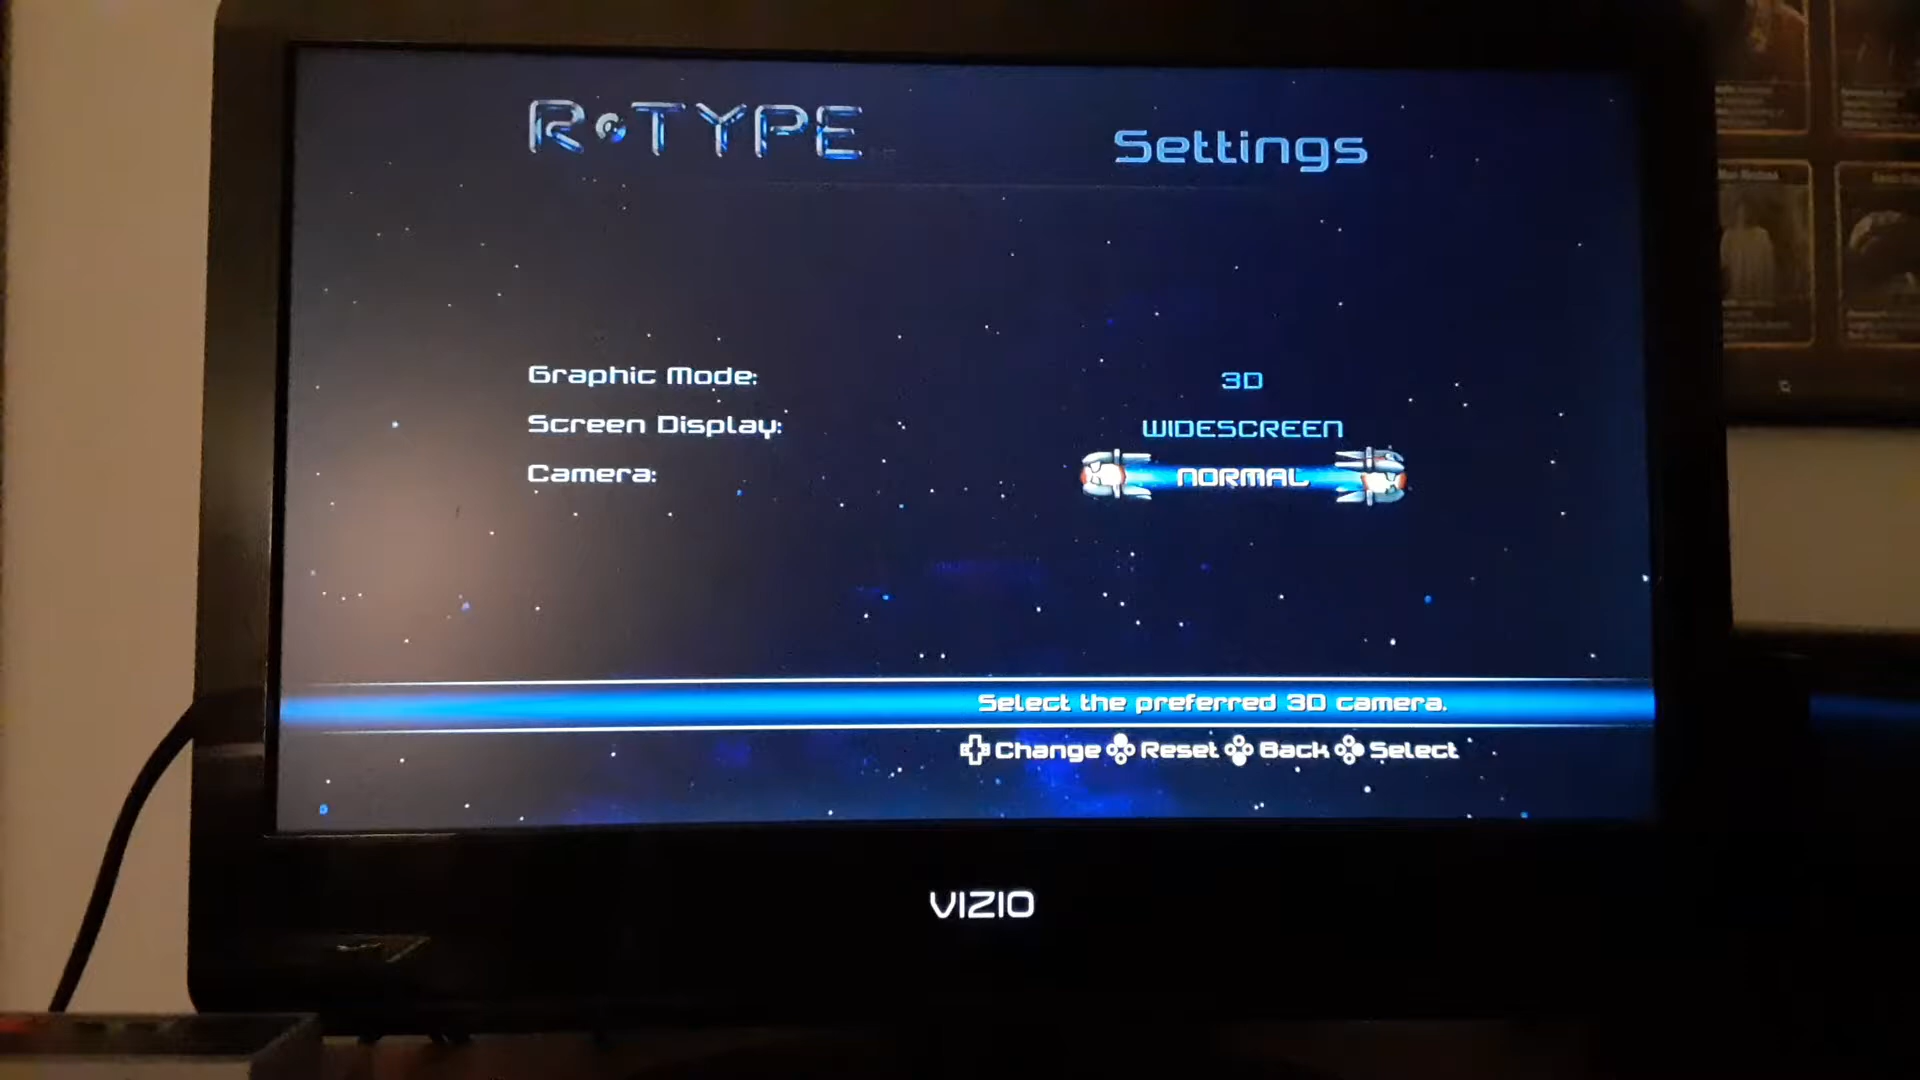 R•TYPE
Settings
Graphic Mode: 3D
Screen Display: WIDESCREEN
Camera: NORMAL
Select the preferred 3D camera.
Change Reset Back Select
VIZIO